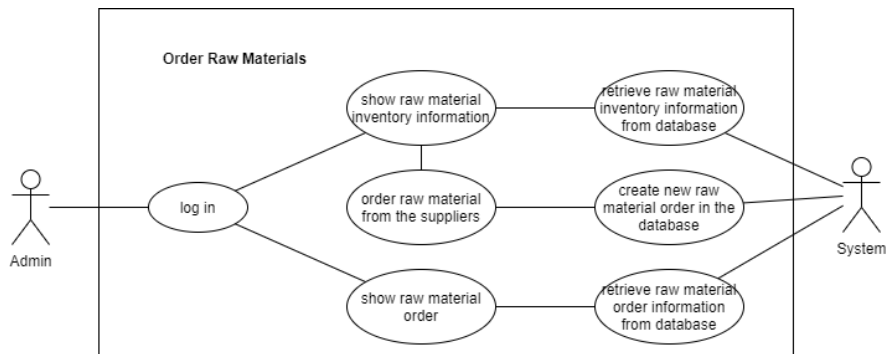 Order Raw Materials
show raw material
inventory information
retrieve raw material
inventory information
from database
Admin
log in
order raw material
from the suppliers
create new raw
material order in the
database
System
show raw material
order
retrieve raw material
order information
from database